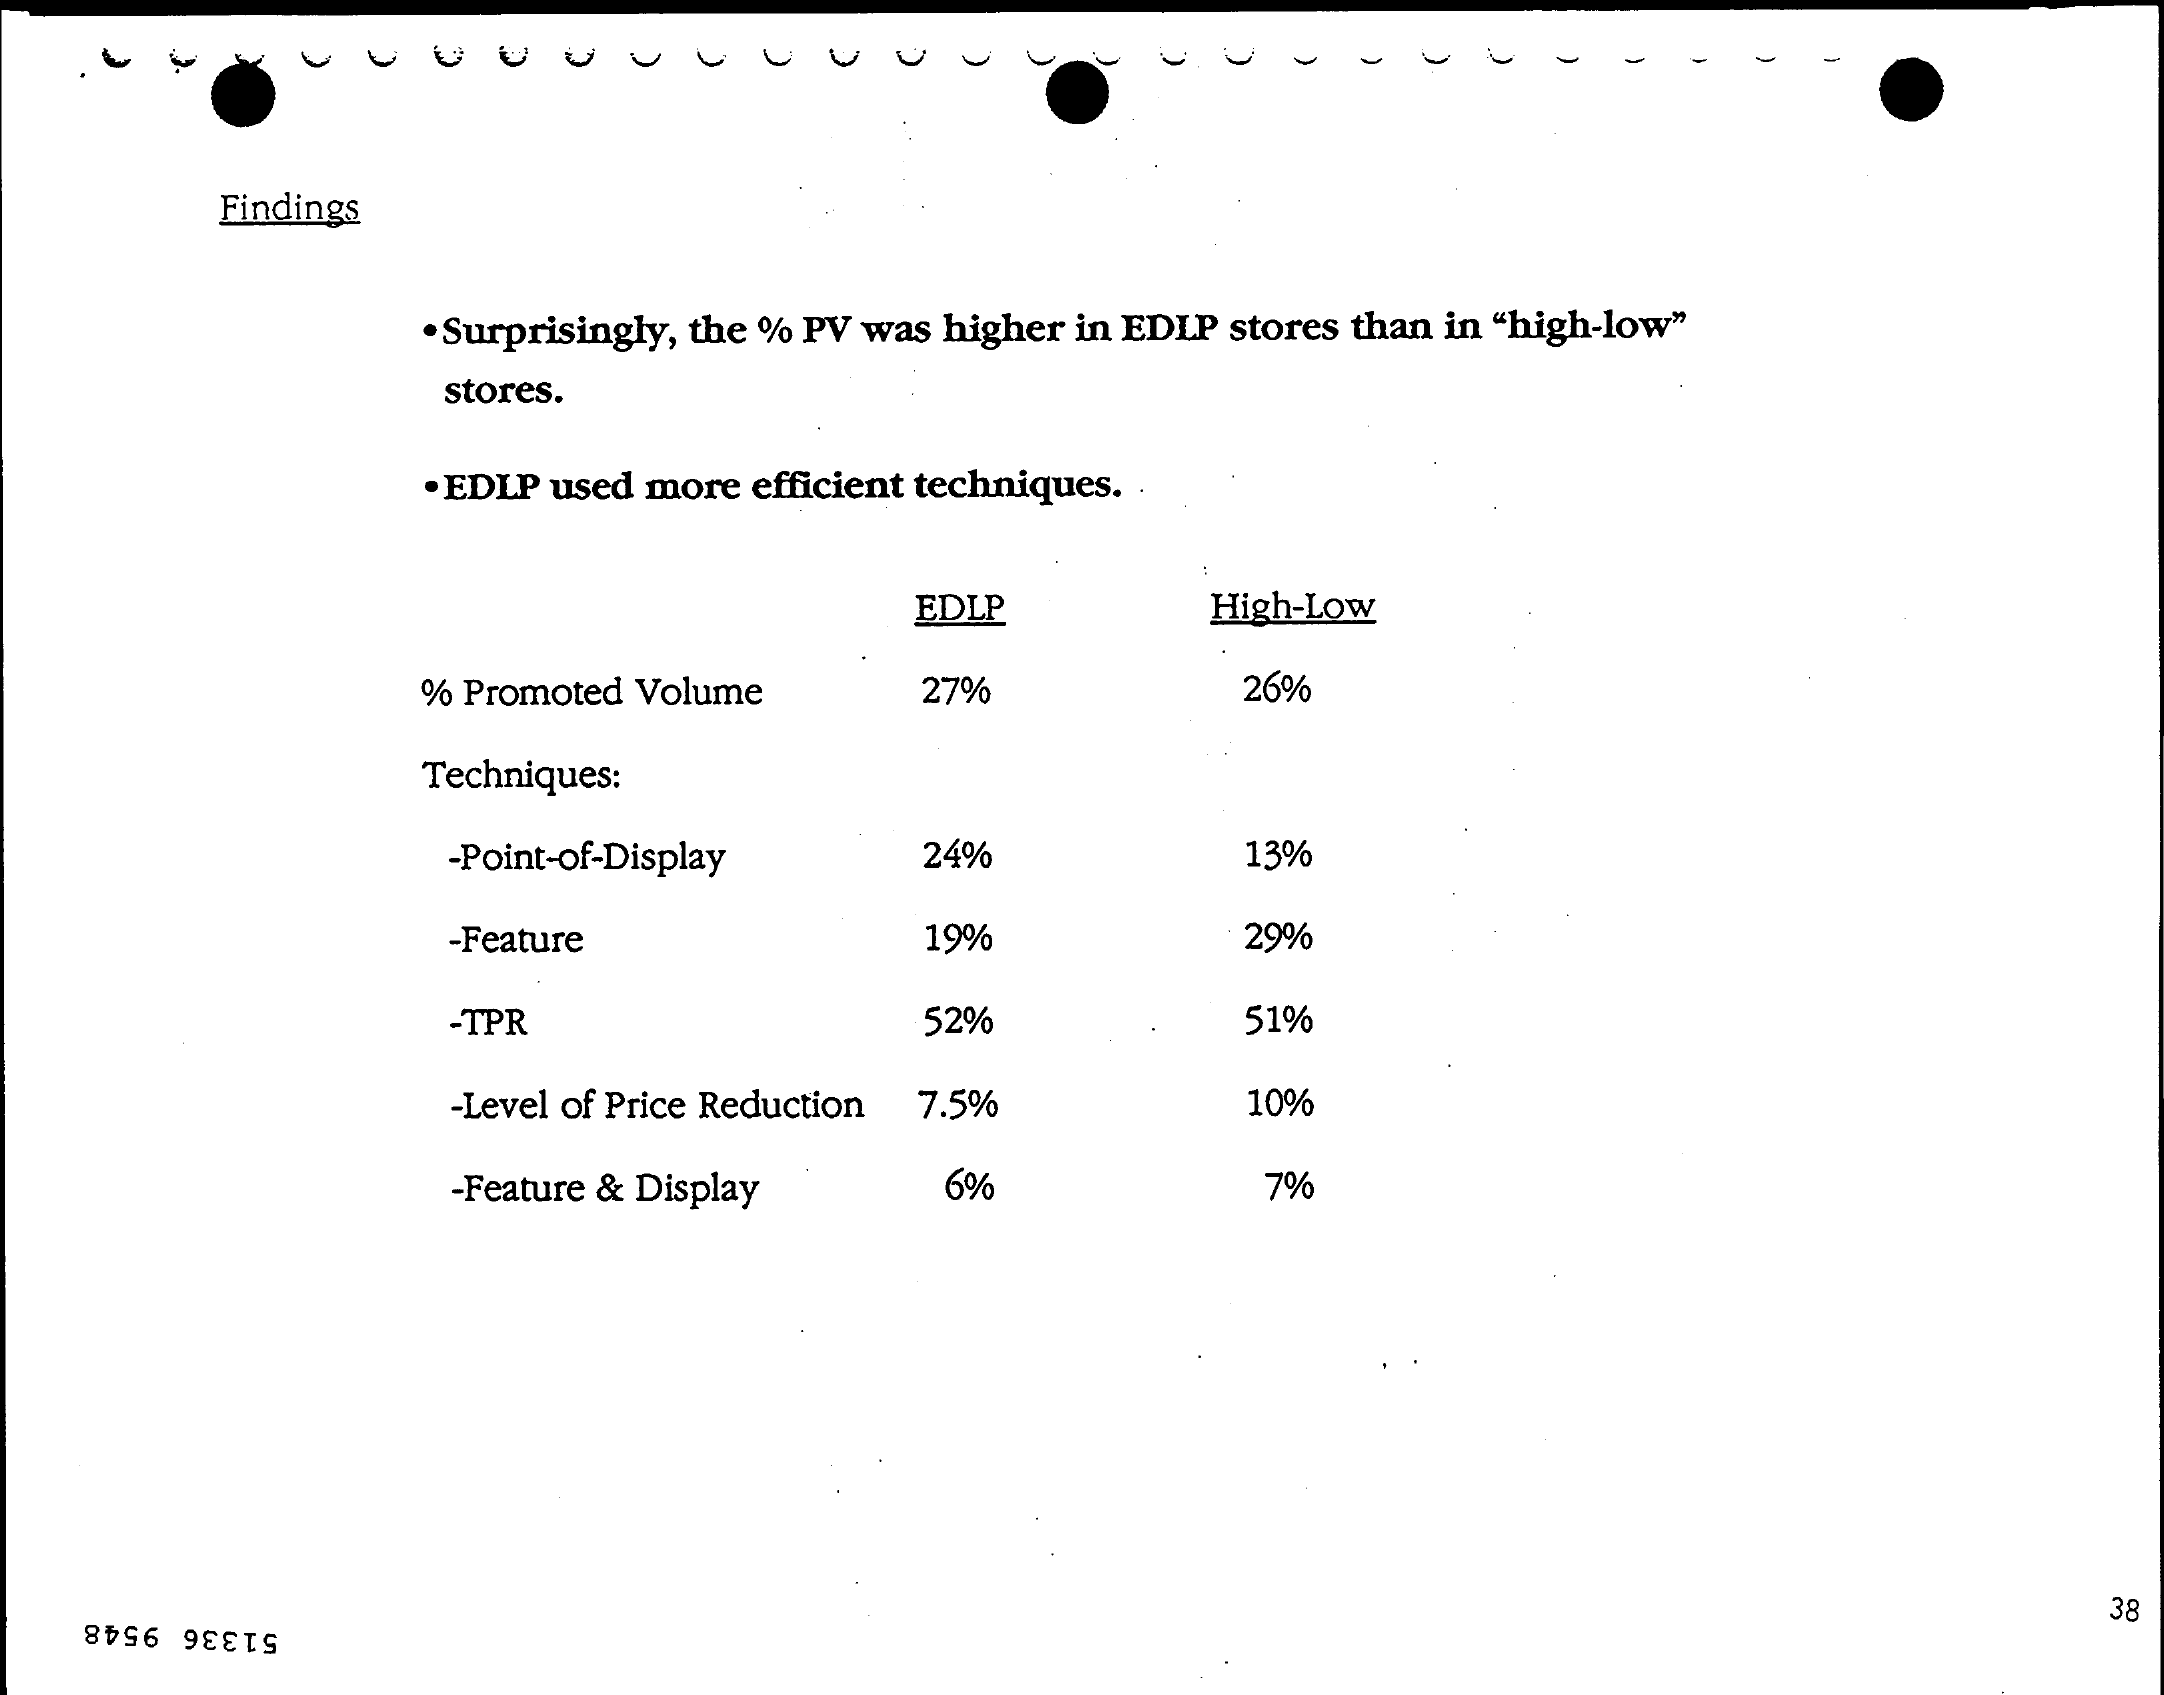 Findings
•Surprisingly, the % PV was higher in EDLP stores than in “high-low”
stores.
•EDLP used more efficient techniques.
EDLP High-Low
% Promoted Volume 27% 26%
Techniques:
-Point-of-Display 24% 13%
-Feature 19% 29%
-TPR 52% 51%
-Level of Price Reduction 7.5% 10%
-Feature & Display 6% 7%
38
51336 9548